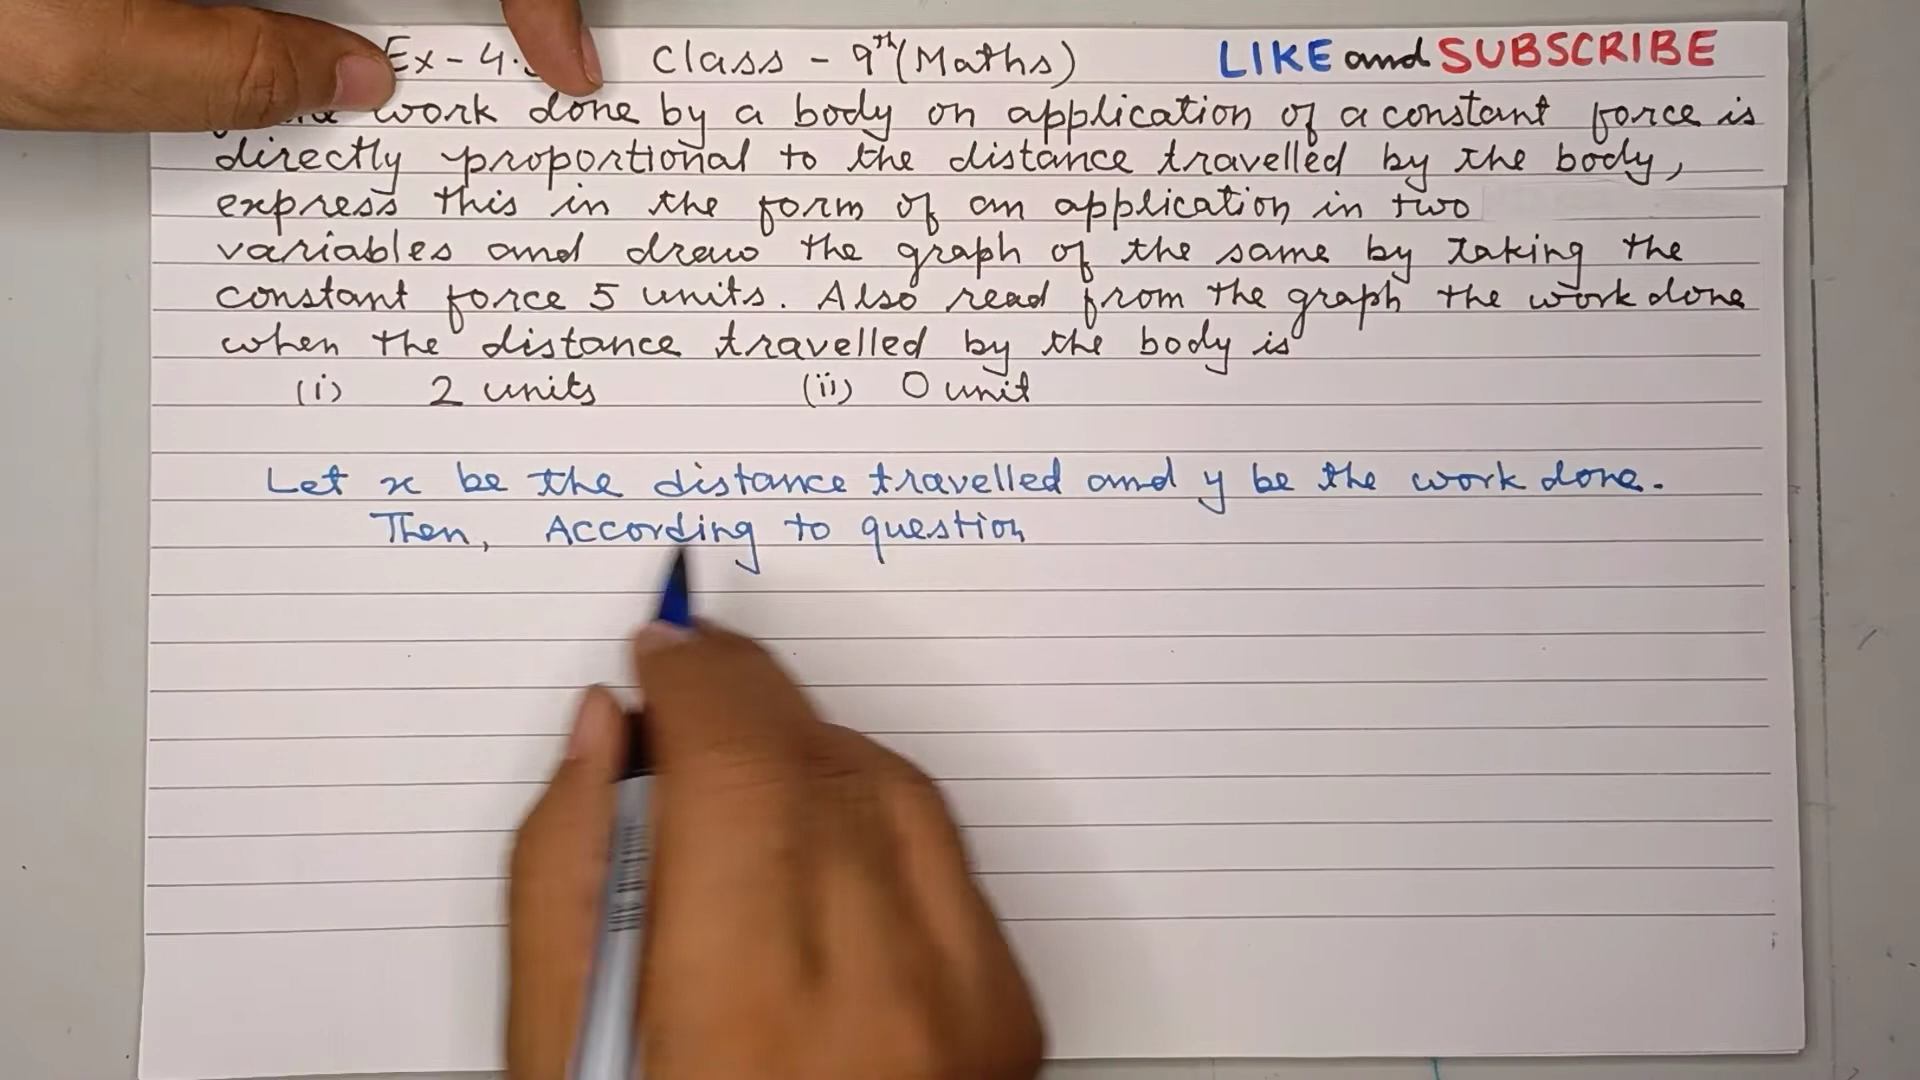 Ex - 4. Class - 9th (Maths) LIKE and SUBSCRIBE
work done by a body on application of a constant force is
directly proportional to the distance travelled by the body,
express this in the form of an application in two
variables and draw the graph of the same by taking the
constant force 5 units. Also read from the graph the work done
when the distance travelled by the body is
(i) 2 units (ii) 0 unit
Let x be the distance travelled and y be the work done.
Then, According to question